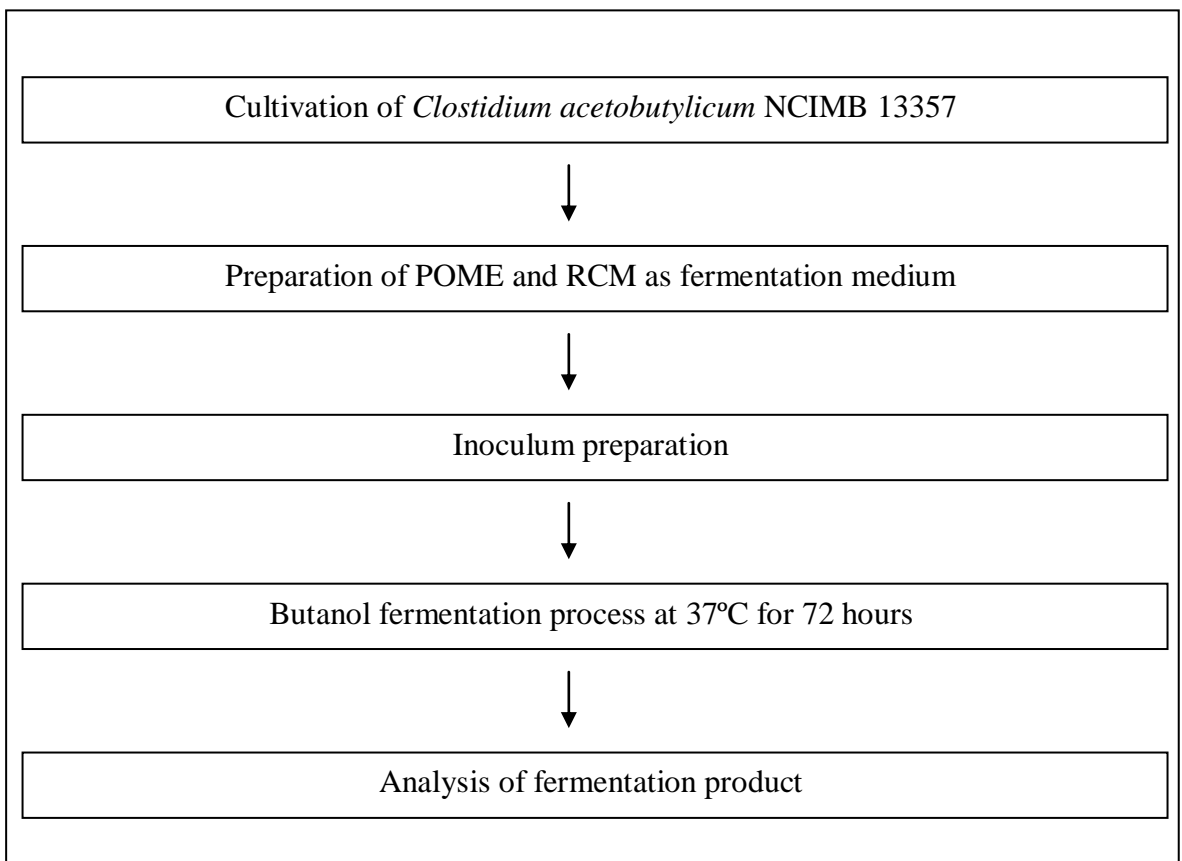 Cultivation of Clostidium acetobutylicum NCIMB 13357
Preparation of POME and RCM as fermentation medium
Inoculum preparation
Butanol fermentation process at 37ºC for 72 hours
Analysis of fermentation product